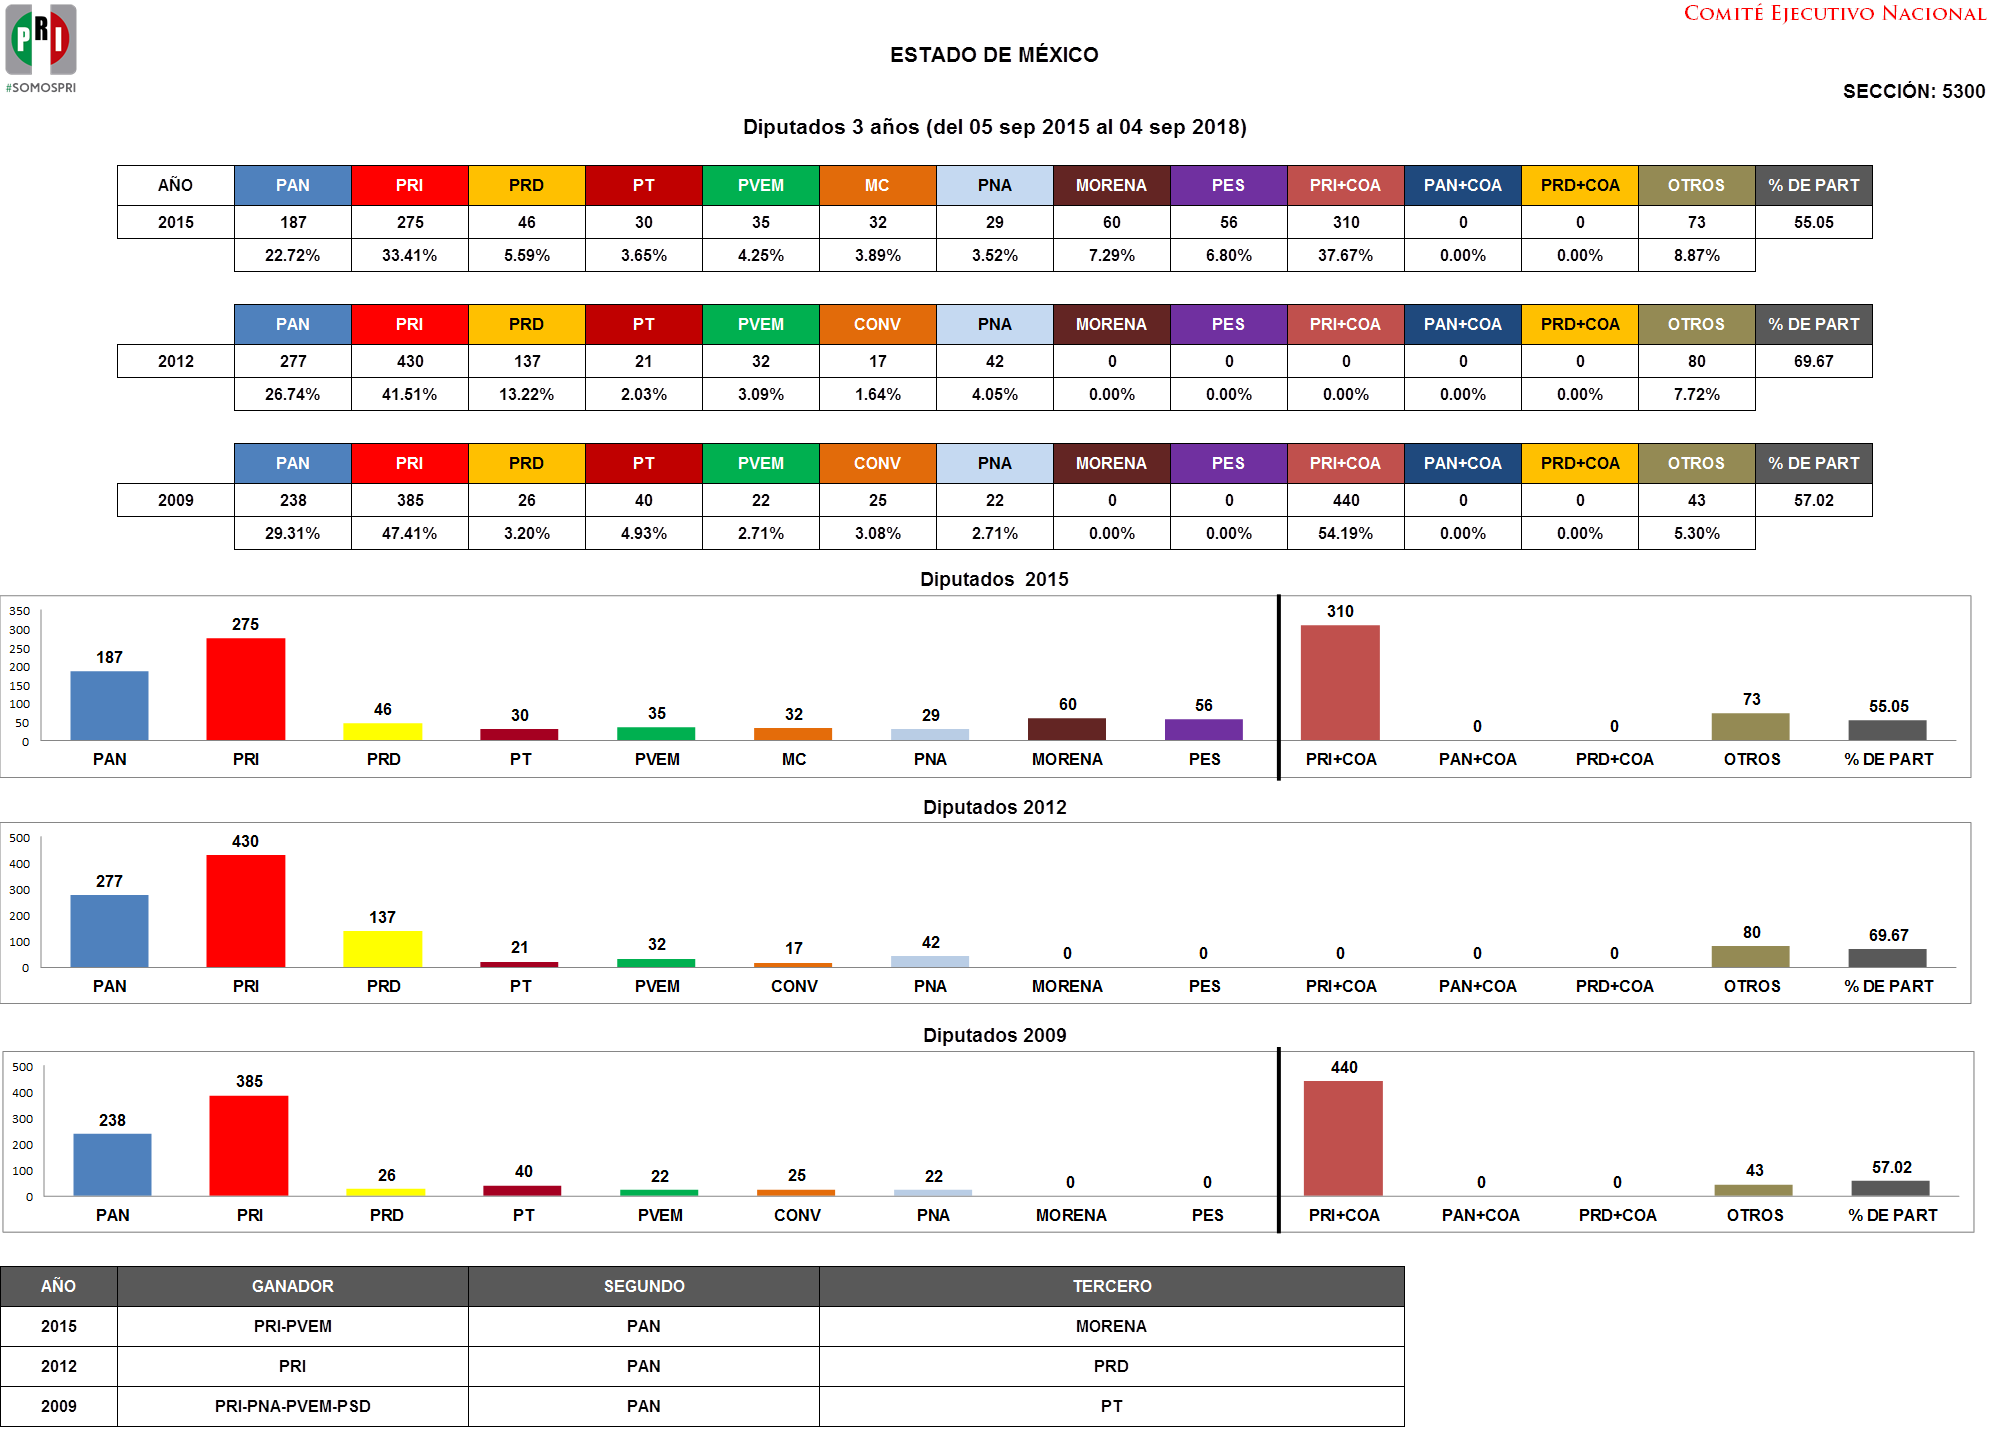 PRI
#SOMOSPRI
COMITÉ EJECUTIVO NACIONAL
ESTADO DE MÉXICO
SECCIÓN: 5300
Diputados 3 años (del 05 sep 2015 al 04 sep 2018)
AÑO PAN PRI PRD PT PVEM MC PNA MORENA PES PRI+COA PAN+COA PRD+COA OTROS % DE PART
2015 187 275 46 30 35 32 29 60 56 310 0 0 73 55.05
22.72% 33.41% 5.59% 3.65% 4.25% 3.89% 3.52% 7.29% 6.80% 37.67% 0.00% 0.00% 8.87%
PAN PRI PRD PT PVEM CONV PNA MORENA PES PRI+COA PAN+COA PRD+COA OTROS % DE PART
2012 277 430 137 21 32 17 42 0 0 0 0 0 80 69.67
26.74% 41.51% 13.22% 2.03% 3.09% 1.64% 4.05% 0.00% 0.00% 0.00% 0.00% 0.00% 7.72%
PAN PRI PRD PT PVEM CONV PNA MORENA PES PRI+COA PAN+COA PRD+COA OTROS % DE PART
2009 238 385 26 40 22 25 22 0 0 440 0 0 43 57.02
29.31% 47.41% 3.20% 4.93% 2.71% 3.08% 2.71% 0.00% 0.00% 54.19% 0.00% 0.00% 5.30%
Diputados 2015
350
300
250
200
150
100
50
0
187 275 46 30 35 32 29 60 56 310 0 0 73 55.05
PAN PRI PRD PT PVEM MC PNA MORENA PES PRI+COA PAN+COA PRD+COA OTROS % DE PART
Diputados 2012
500
400
300
200
100
0
277 430 137 21 32 17 42 0 0 0 0 0 80 69.67
PAN PRI PRD PT PVEM CONV PNA MORENA PES PRI+COA PAN+COA PRD+COA OTROS % DE PART
Diputados 2009
500
400
300
200
100
0
238 385 26 40 22 25 22 0 0 440 0 0 43 57.02
PAN PRI PRD PT PVEM CONV PNA MORENA PES PRI+COA PAN+COA PRD+COA OTROS % DE PART
AÑO GANADOR SEGUNDO TERCERO
2015 PRI-PVEM PAN MORENA
2012 PRI PAN PRD
2009 PRI-PNA-PVEM-PSD PAN PT